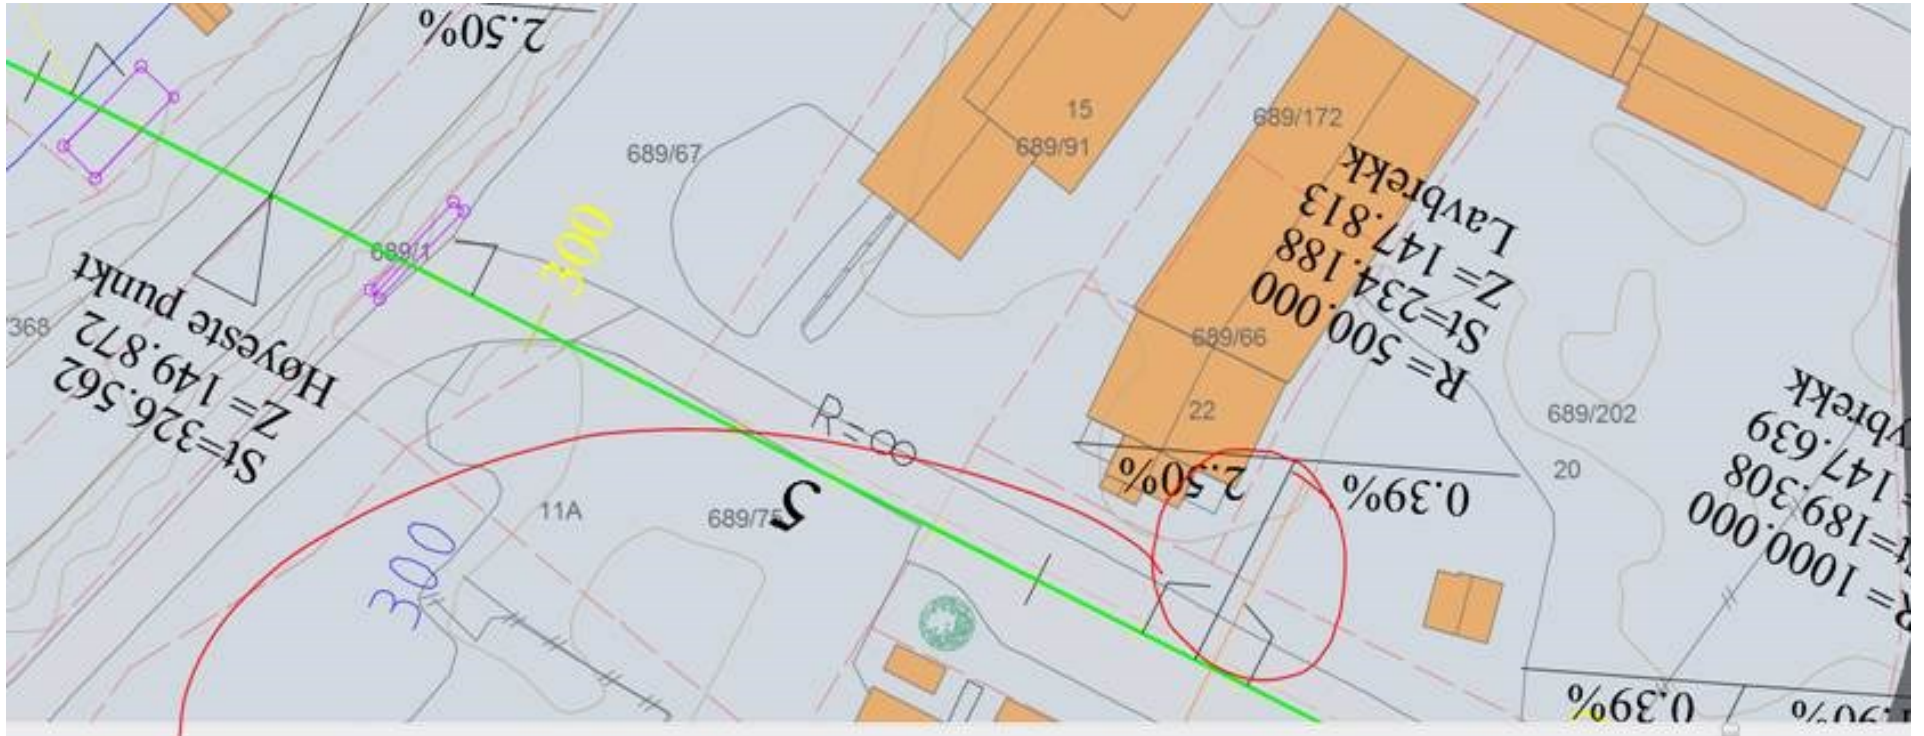 2.50%
15
689/172
689/67
689/91
Lavbrekk
Z= 147.813
St=234.188
R= 500.000
300
689/1
Høyeste punkt
Z= 149.872
St=326.562
368
689/66
22
R=∞
689/202
20
2.50%
0.39%
147.639
189.308
R= 1000.000
5
11A
689/75
300
0.39%